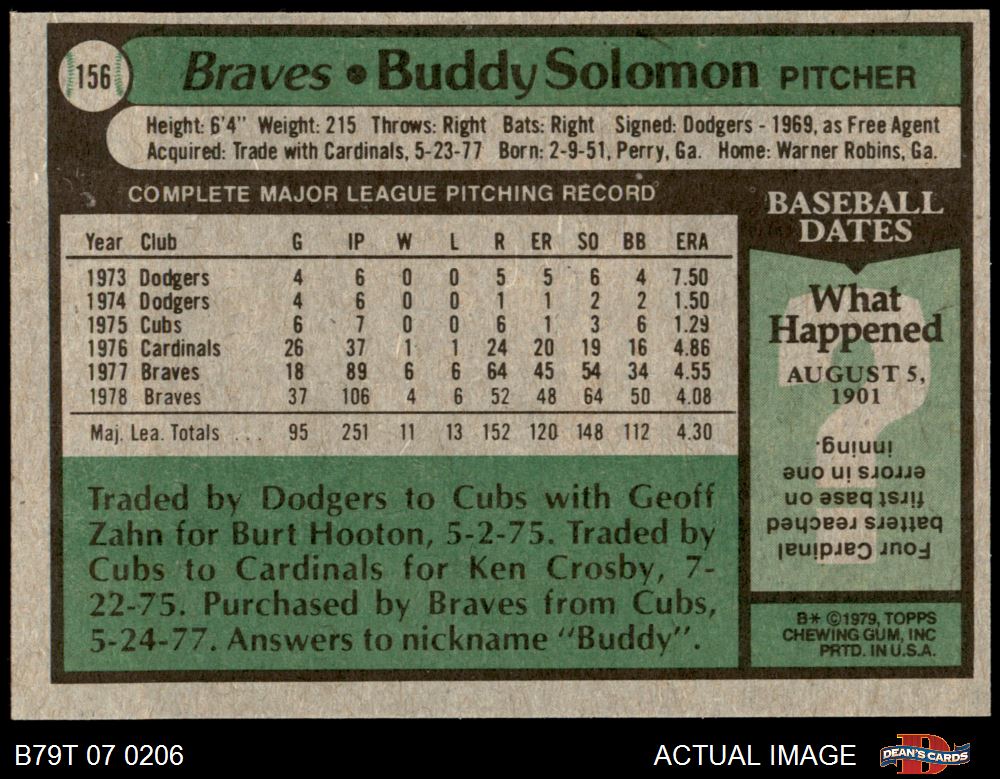 156
Braves • Buddy Solomon PITCHER
Height: 6'4" Weight: 215 Throws: Right Bats: Right Signed: Dodgers - 1969, as Free Agent
Acquired: Trade with Cardinals, 5-23-77 Born: 2-9-51, Perry, Ga. Home: Warner Robins, Ga.
COMPLETE MAJOR LEAGUE PITCHING RECORD
Year Club G IP W L R ER SO BB ERA
1973 Dodgers 4 6 0 0 5 5 6 4 7.50
1974 Dodgers 4 6 0 0 1 1 2 2 1.50
1975 Cubs 6 7 0 0 6 1 3 6 1.29
1976 Cardinals 26 37 1 1 24 20 19 16 4.86
1977 Braves 18 89 6 6 64 45 54 34 4.55
1978 Braves 37 106 4 6 52 48 64 50 4.08
Maj. Lea. Totals ... 95 251 11 13 152 120 148 112 4.30
Traded by Dodgers to Cubs with Geoff
Zahn for Burt Hooton, 5-2-75. Traded by
Cubs to Cardinals for Ken Crosby, 7-
22-75. Purchased by Braves from Cubs,
5-24-77. Answers to nickname "Buddy".
BASEBALL
DATES
What
Happened
AUGUST 5,
1901
Four Cardinal
batters reached
first base on
errors in one
inning.
B* ©1979, TOPPS
CHEWING GUM, INC
PRTD. IN U.S.A.
B79T 07 0206
ACTUAL IMAGE
DEAN'S CARDS